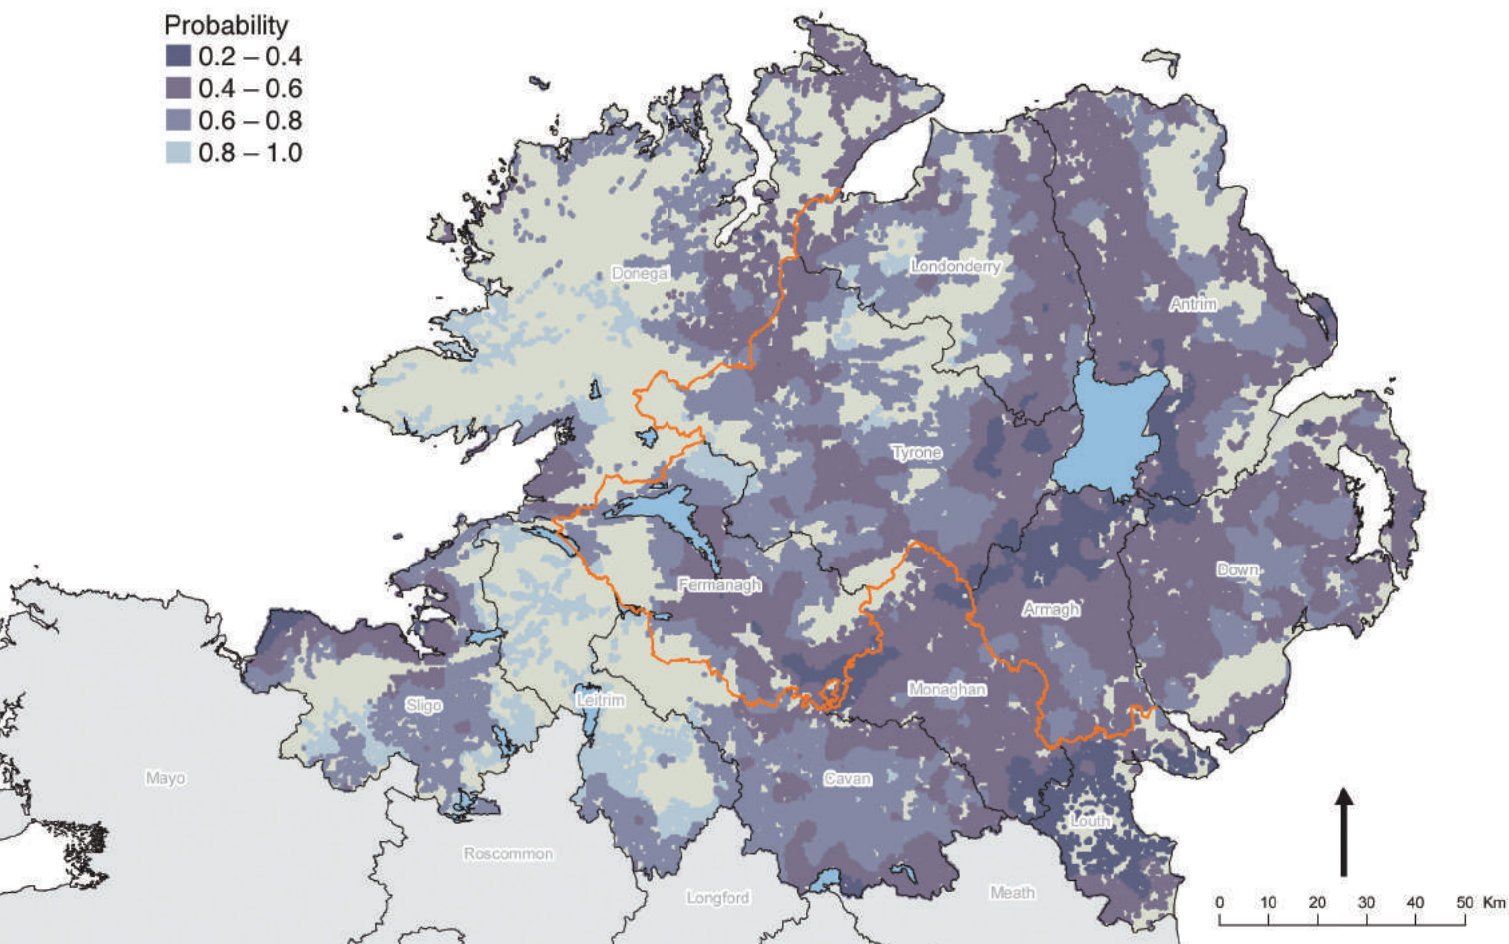 Probability
0.2 – 0.4
0.4 – 0.6
0.6 – 0.8
0.8 – 1.0
Donegal
Londonderry
Antrim
Tyrone
Fermanagh
Down
Armagh
Monaghan
Leitrim
Sligo
Mayo
Cavan
Louth
Roscommon
Longford
Meath
0 10 20 30 40 50 Km